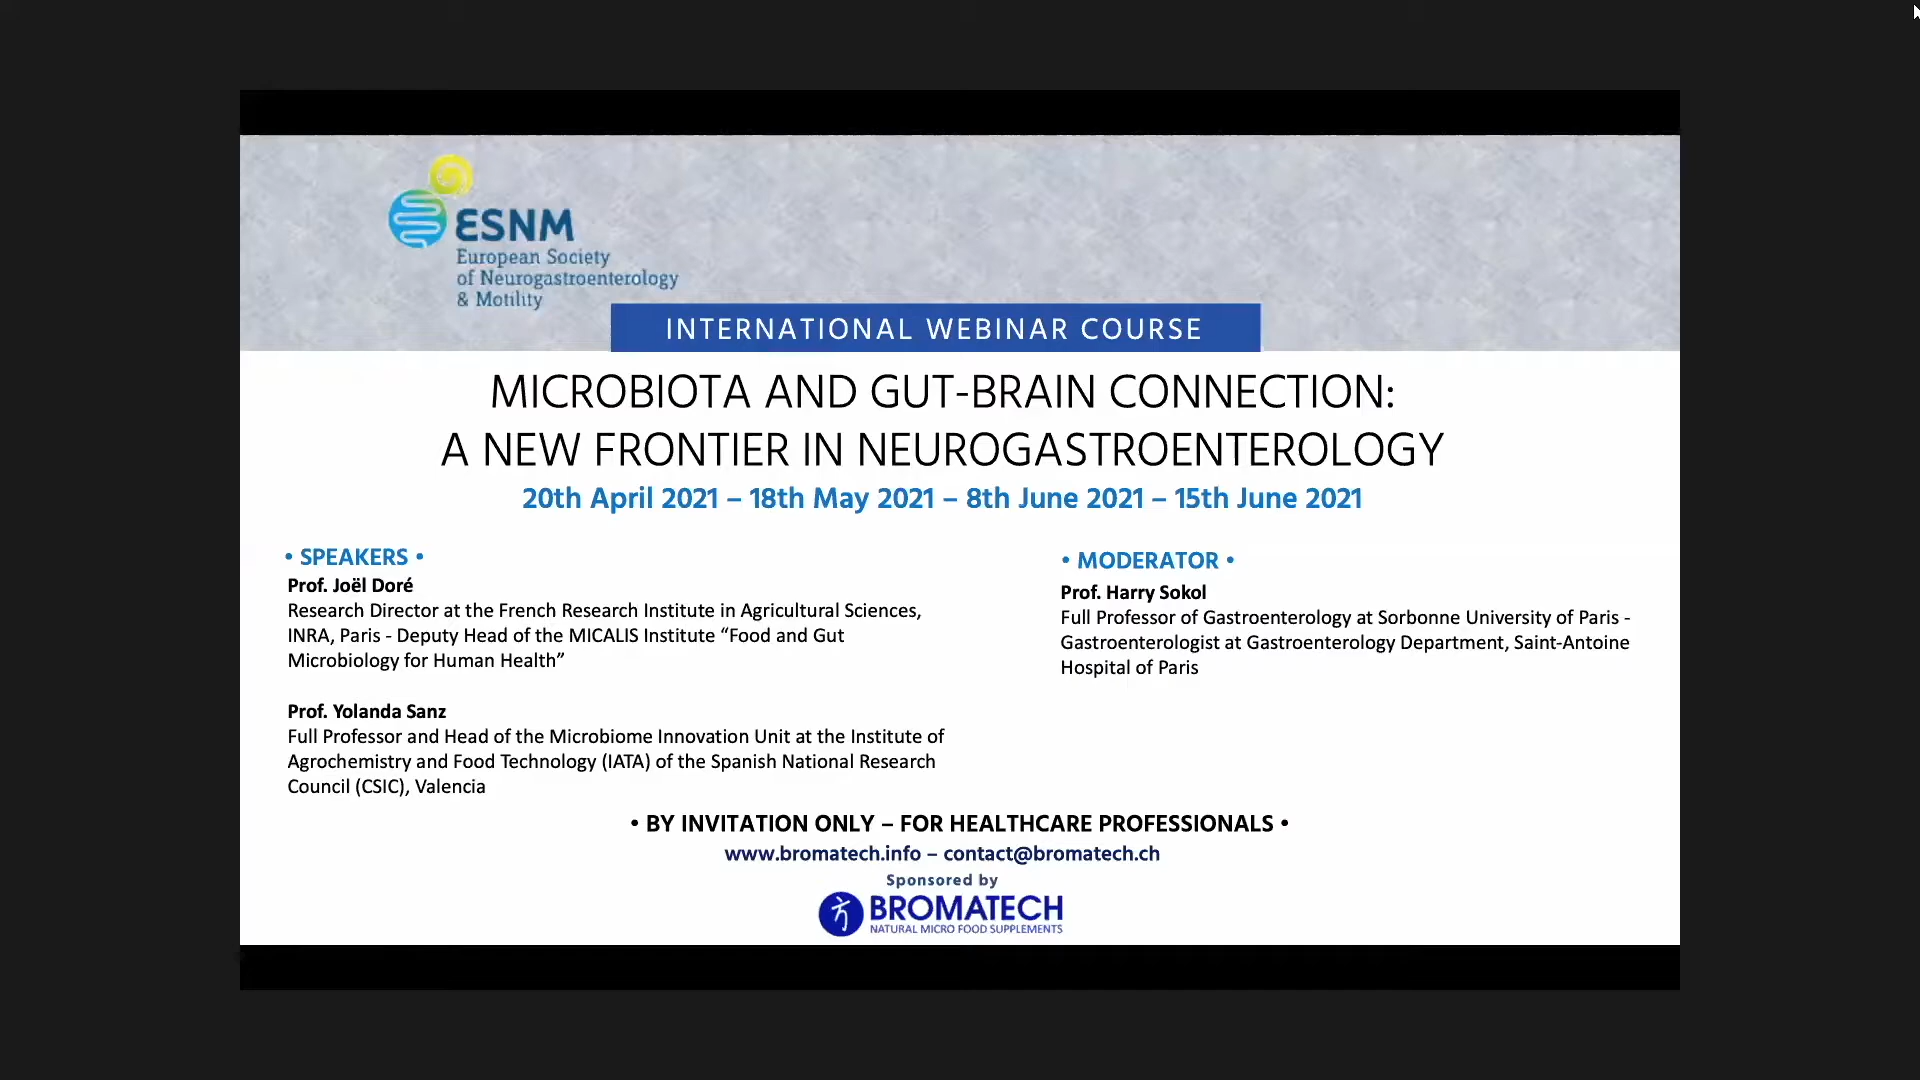 ESNM
European Society
of Neurogastroenterology
& Motility
INTERNATIONAL WEBINAR COURSE
MICROBIOTA AND GUT-BRAIN CONNECTION:
A NEW FRONTIER IN NEUROGASTROENTEROLOGY
20th April 2021 – 18th May 2021 – 8th June 2021 – 15th June 2021
• SPEAKERS •
Prof. Joël Doré
Research Director at the French Research Institute in Agricultural Sciences,
INRA, Paris - Deputy Head of the MICALIS Institute “Food and Gut
Microbiology for Human Health”
Prof. Yolanda Sanz
Full Professor and Head of the Microbiome Innovation Unit at the Institute of
Agrochemistry and Food Technology (IATA) of the Spanish National Research
Council (CSIC), Valencia
• MODERATOR •
Prof. Harry Sokol
Full Professor of Gastroenterology at Sorbonne University of Paris -
Gastroenterologist at Gastroenterology Department, Saint-Antoine
Hospital of Paris
• BY INVITATION ONLY – FOR HEALTHCARE PROFESSIONALS •
www.bromatech.info – contact@bromatech.ch
Sponsored by
BROMATECH
NATURAL MICRO FOOD SUPPLEMENTS